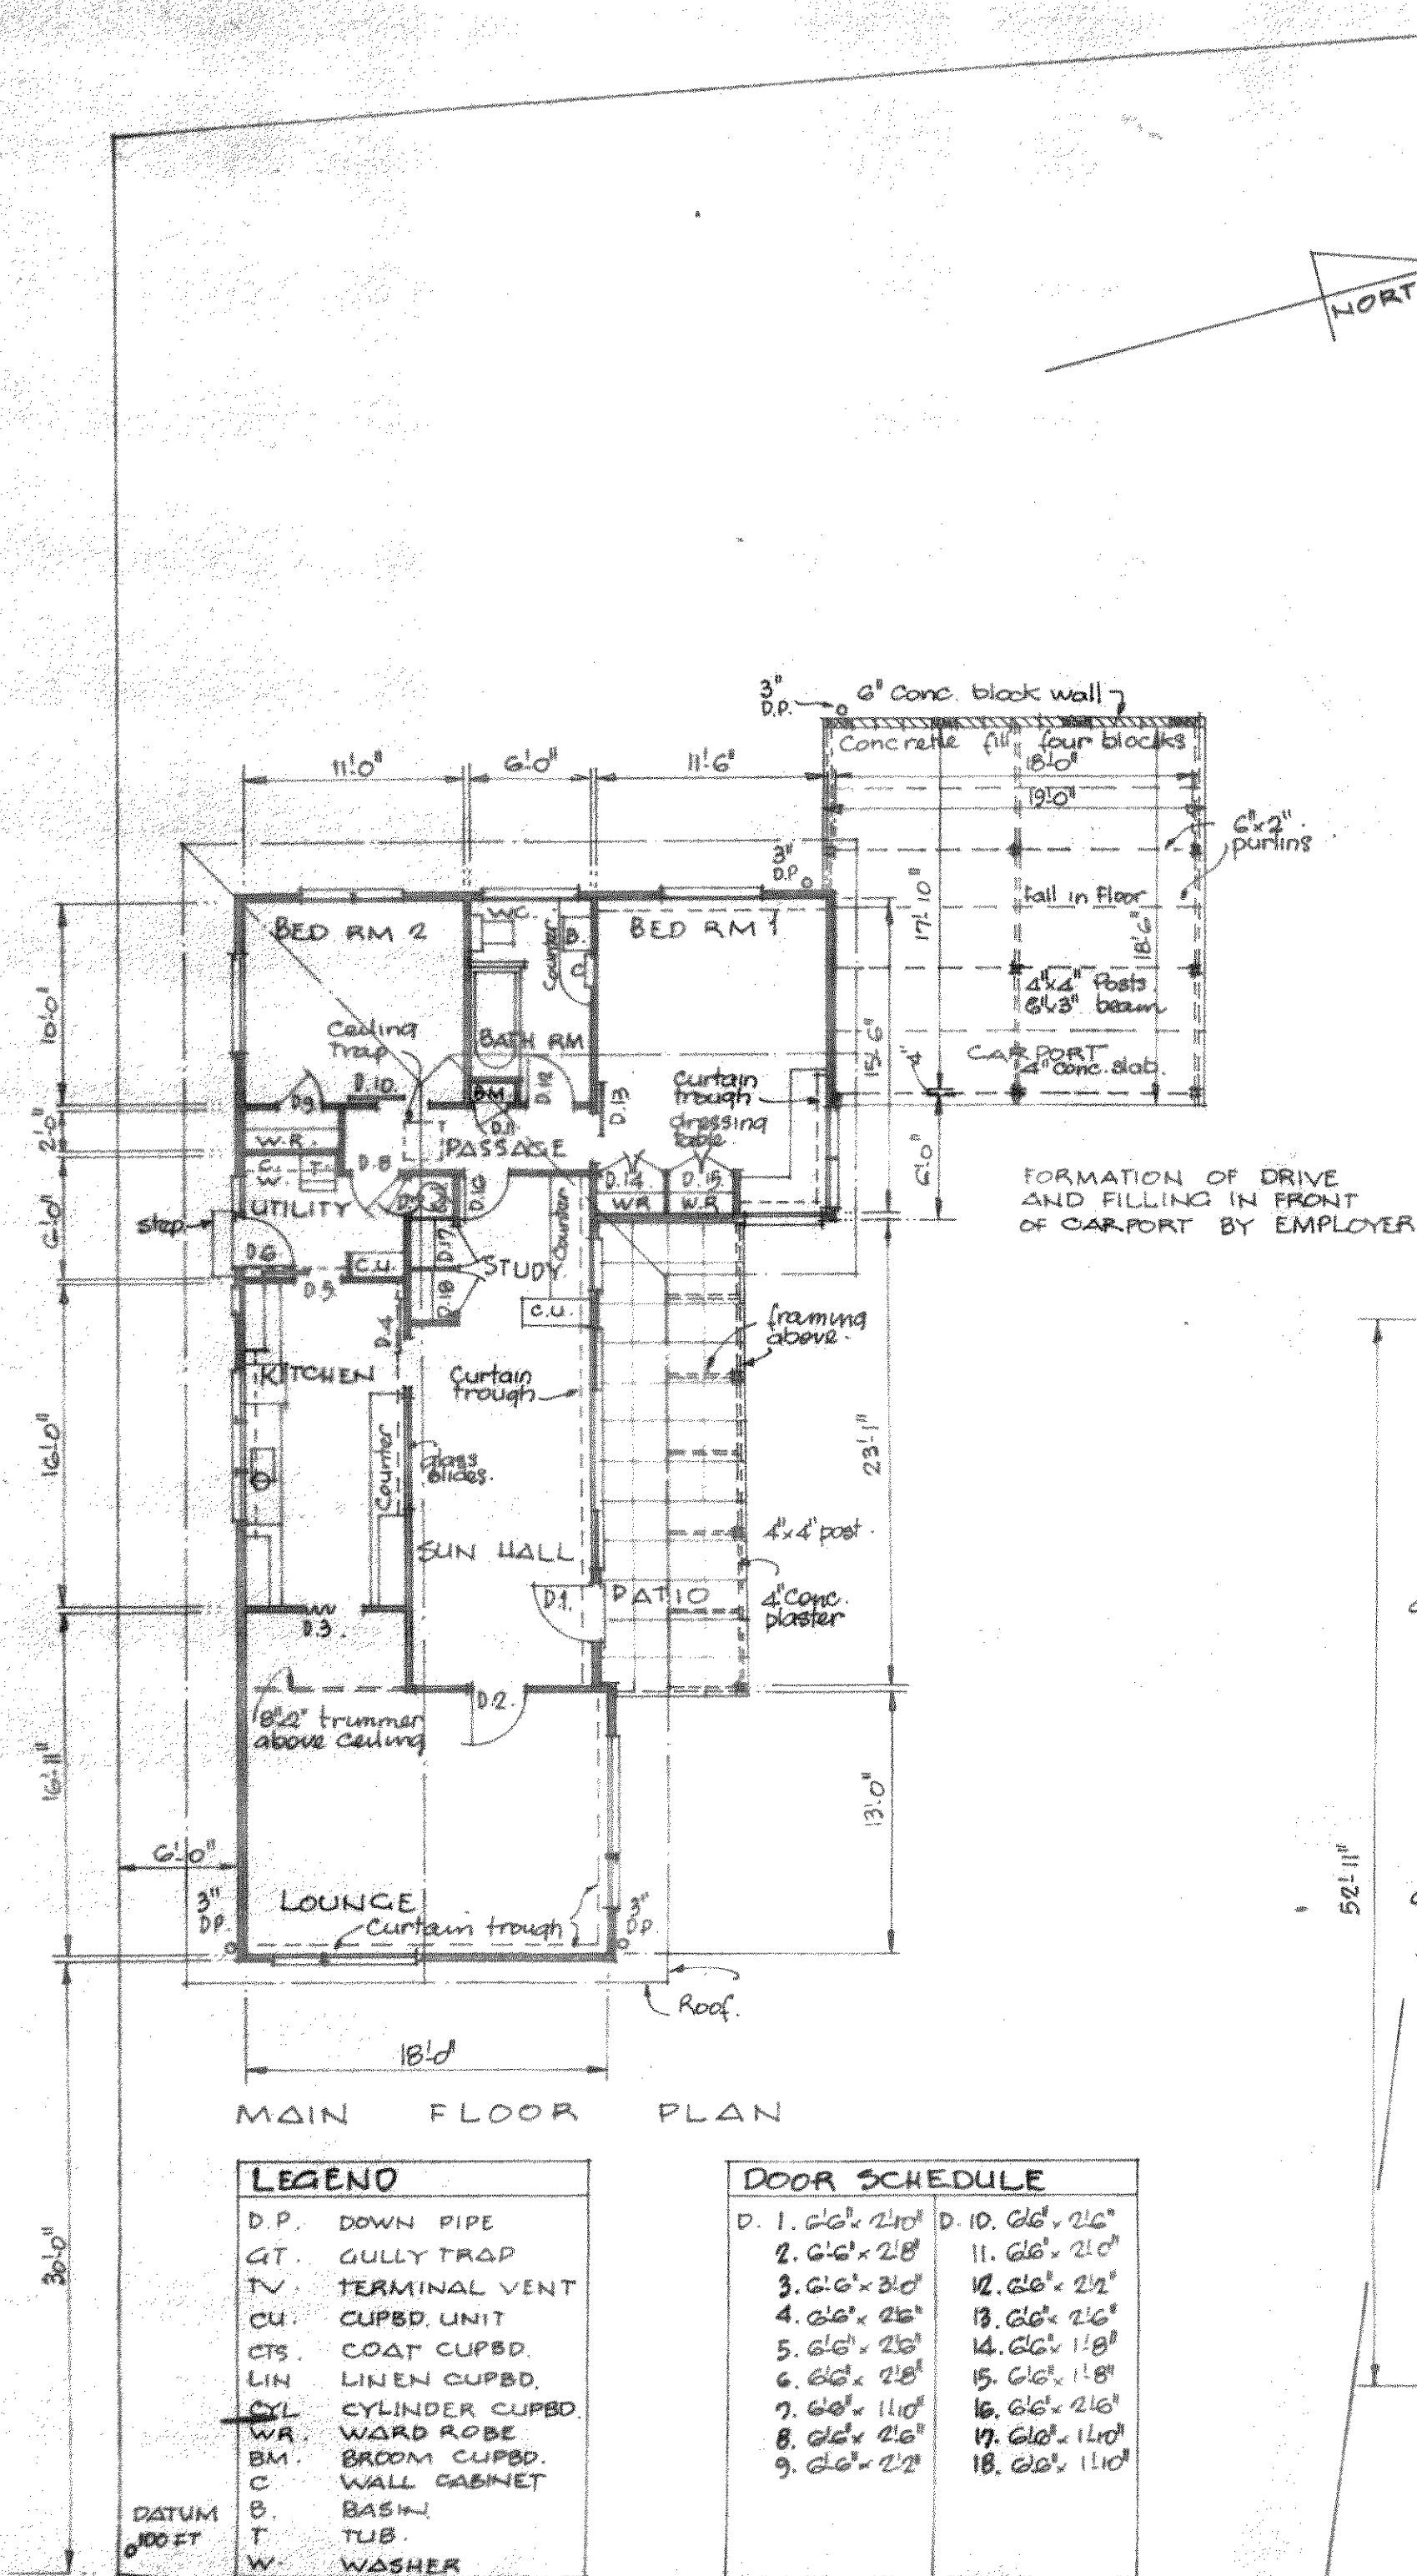 NORT
3" D.P.
6" Conc. block wall
Concrete fill four blocks
11'-0"
6'-0"
11'-6"
18'-0"
19'-0"
6"x2" purlins
3" D.P.
17'-10"
Fall in Floor
18'-6"
BED RM 2
W.C.
Counter
B.
BED RM 1
10'-0"
4"x4" Posts.
6"x3" beam
Ceiling trap
BATH RM
15'-6"
4"
CARPORT
4" conc. slab.
D.10.
D.9
BM
D.12
D.13
Curtain trough
dressing table
D.11
2'-0"
W.R.
PASSAGE
C.
T.
W.
D.8
D.16
D.14.
D.15.
WR
W.R
6'-0"
FORMATION OF DRIVE
AND FILLING IN FRONT
OF CARPORT BY EMPLOYER
UTILITY
step
6'-0"
D6
C.U.
D.17
Counter
STUDY
D.5.
D.18
C.U.
D.4
framing above.
KITCHEN
Curtain trough
16'-0"
Counter
glass slides.
23'-1"
SUN HALL
4"x4" post.
D.1.
PATIO
4" Conc. plaster
D.3.
D.2.
8"x2" trummer
above ceiling
16'-11"
13'-0"
6'-0"
52'-11"
3" D.P.
LOUNGE
Curtain trough
3" D.P.
Roof.
18'-0"
MAIN FLOOR PLAN
30'-0"
LEGEND
D.P. DOWN PIPE
GT. GULLY TRAP
TV. TERMINAL VENT
CU. CUPBD. UNIT
CTS. COAT CUPBD.
LIN LINEN CUPBD.
CYL CYLINDER CUPBD.
WR. WARD ROBE
BM. BROOM CUPBD.
C WALL CABINET
B. BASIN
T TUB.
W. WASHER
DATUM
100 FT
DOOR SCHEDULE
D. 1. 6'-6" x 2'-10" D. 10. 6'-6" x 2'-6"
2. 6'-6" x 2'-8" 11. 6'-6" x 2'-0"
3. 6'-6" x 3'-0" 12. 6'-6" x 2'-2"
4. 6'-6" x 2'-6" 13. 6'-6" x 2'-6"
5. 6'-6" x 2'-6" 14. 6'-6" x 1'-8"
6. 6'-6" x 2'-8" 15. 6'-6" x 1'-8"
7. 6'-6" x 1'-10" 16. 6'-6" x 2'-6"
8. 6'-6" x 2'-6" 17. 6'-6" x 1'-10"
9. 6'-6" x 2'-2" 18. 6'-6" x 1'-10"